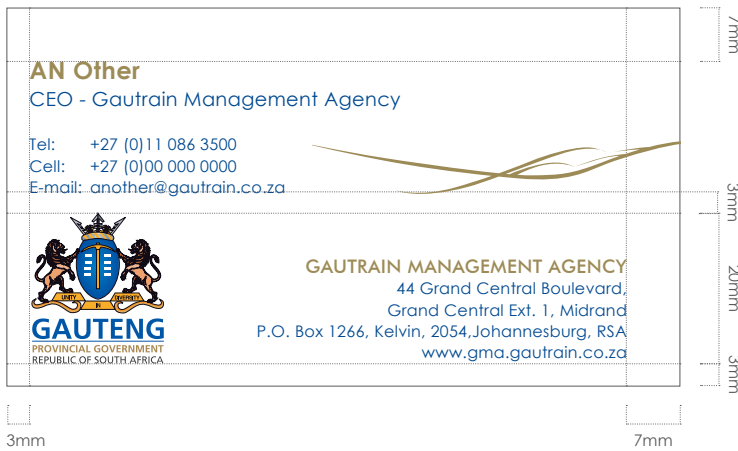 7mm
AN Other
CEO - Gautrain Management Agency
Tel: +27 (0)11 086 3500
Cell: +27 (0)00 000 0000
E-mail: another@gautrain.co.za
3mm
UNITY IN DIVERSITY
GAUTENG
PROVINCIAL GOVERNMENT
REPUBLIC OF SOUTH AFRICA
GAUTRAIN MANAGEMENT AGENCY
44 Grand Central Boulevard,
Grand Central Ext. 1, Midrand
P.O. Box 1266, Kelvin, 2054,Johannesburg, RSA
www.gma.gautrain.co.za
20mm
3mm
3mm
7mm